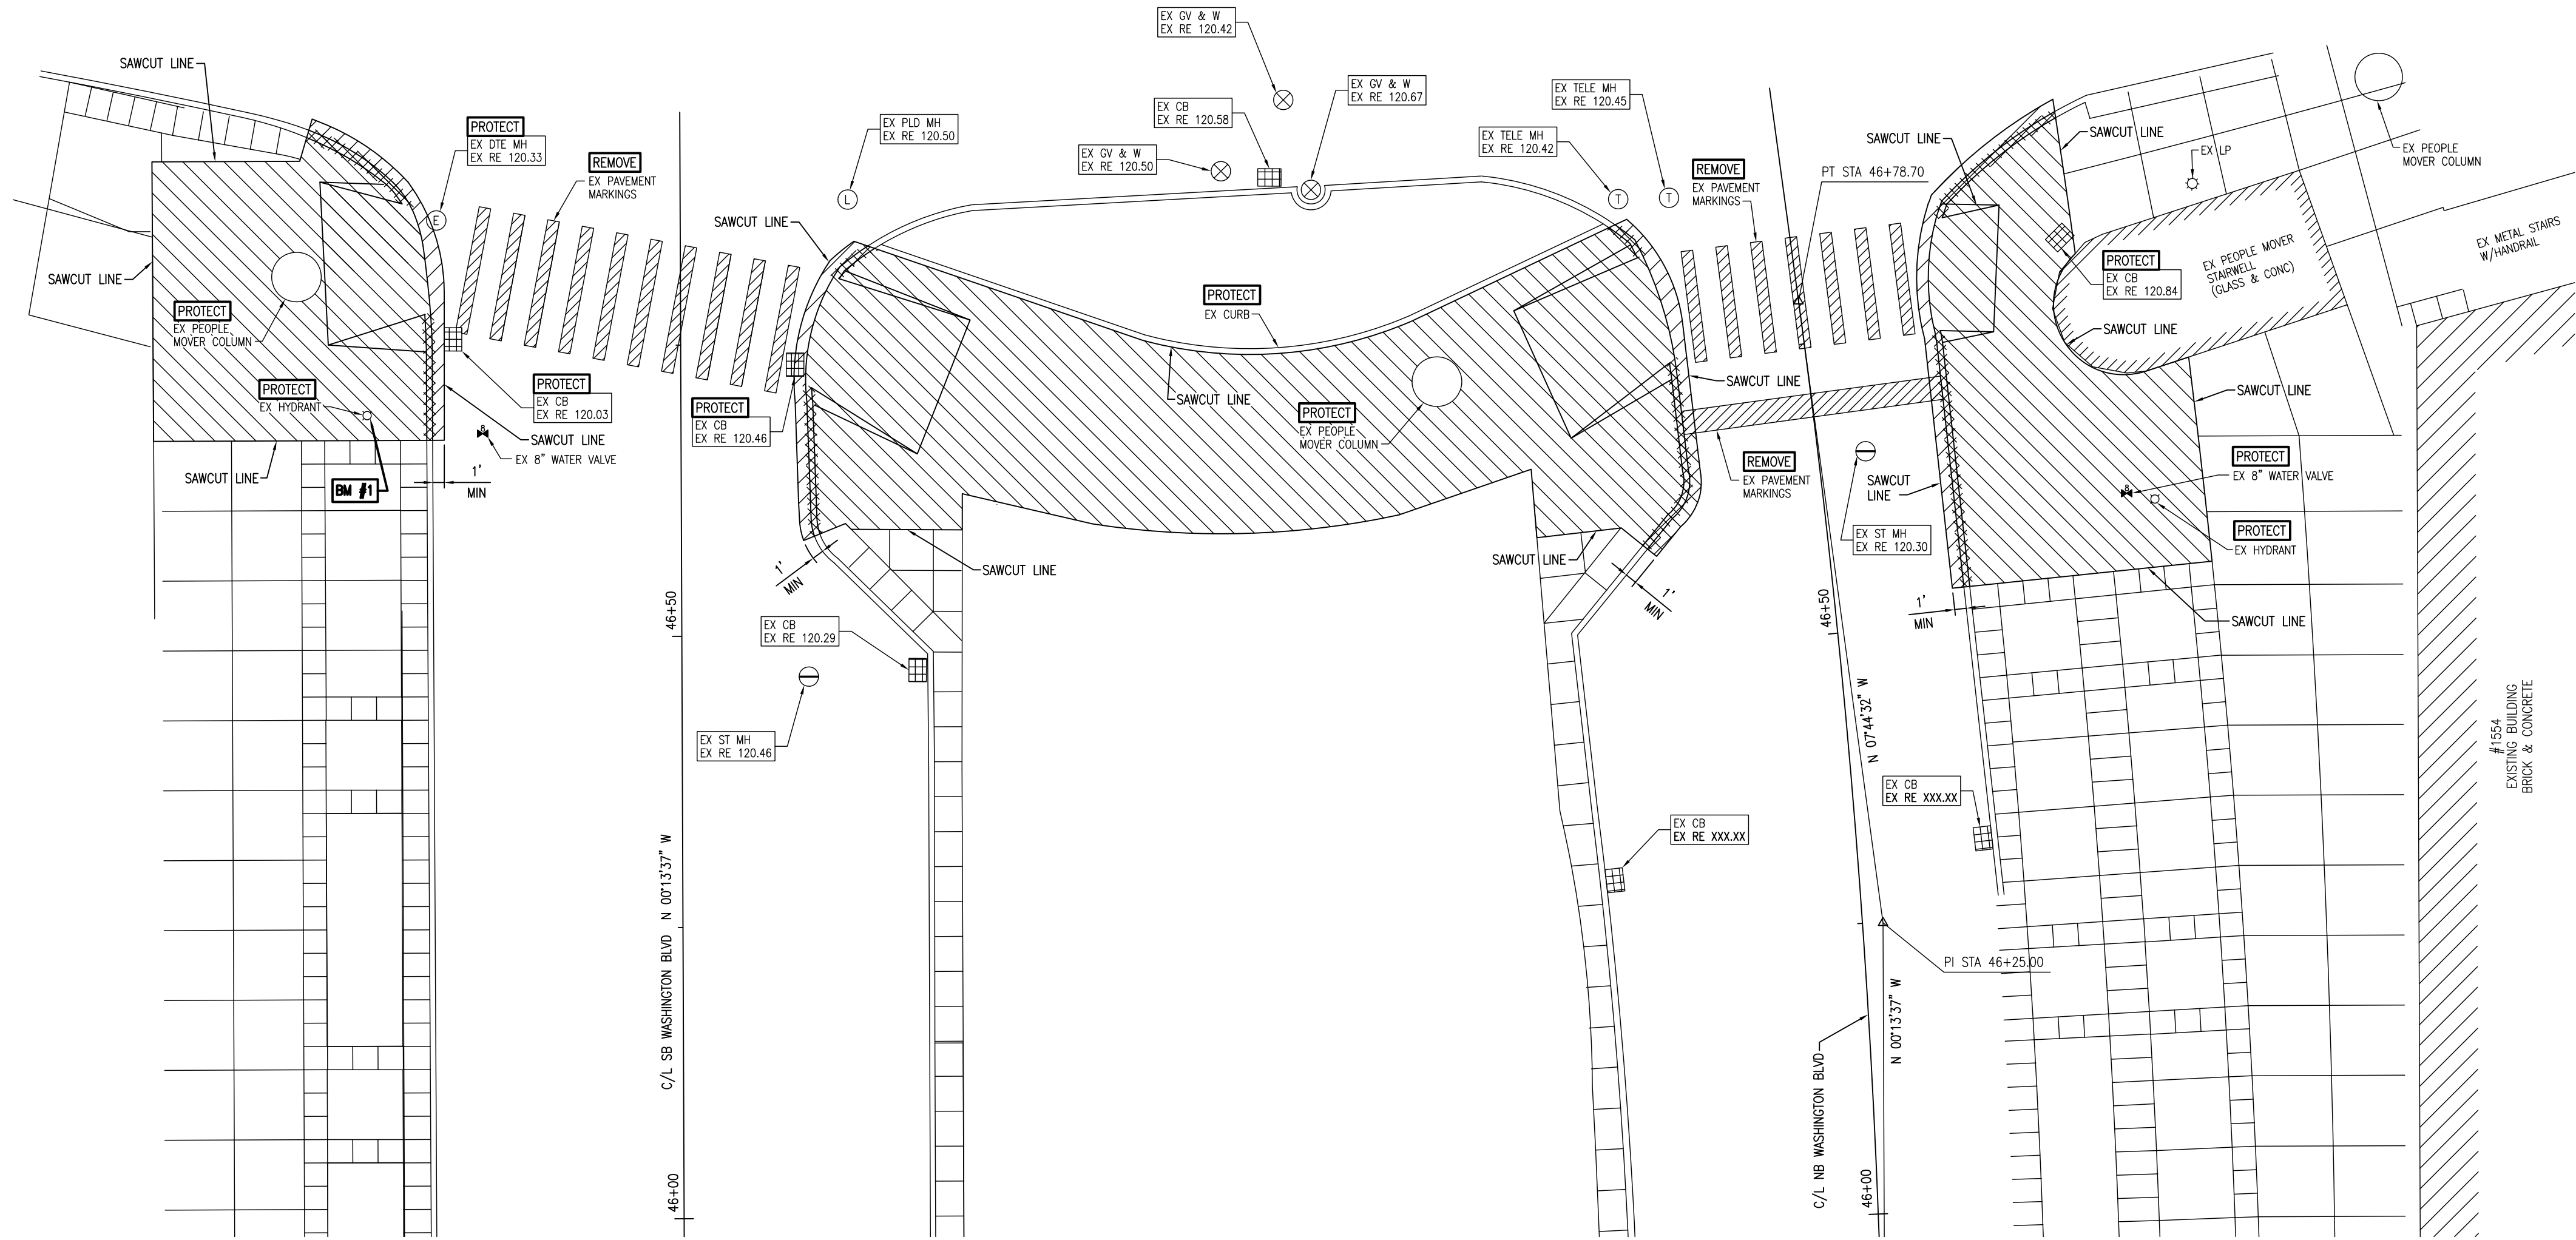 EX GV & W
EX RE 120.42
SAWCUT LINE
EX GV & W
EX RE 120.67
EX TELE MH
EX RE 120.45
EX CB
EX RE 120.58
PROTECT
EX DTE MH
EX RE 120.33
EX PLD MH
EX RE 120.50
EX TELE MH
EX RE 120.42
SAWCUT LINE
SAWCUT LINE
EX PEOPLE
MOVER COLUMN
EX LP
REMOVE
EX PAVEMENT
MARKINGS
EX GV & W
EX RE 120.50
REMOVE
EX PAVEMENT
MARKINGS
PT STA 46+78.70
SAWCUT LINE
E
L
T
T
EX METAL STAIRS
W/HANDRAIL
EX PEOPLE MOVER
STAIRWELL
(GLASS & CONC)
PROTECT
EX CB
EX RE 120.84
SAWCUT LINE
PROTECT
EX PEOPLE
MOVER COLUMN
PROTECT
EX CURB
SAWCUT LINE
PROTECT
EX HYDRANT
PROTECT
EX CB
EX RE 120.03
SAWCUT LINE
8
EX 8" WATER VALVE
PROTECT
EX CB
EX RE 120.46
SAWCUT LINE
PROTECT
EX PEOPLE
MOVER COLUMN
SAWCUT LINE
SAWCUT LINE
SAWCUT LINE
BM #1
1'
MIN
REMOVE
EX PAVEMENT
MARKINGS
SAWCUT
LINE
PROTECT
EX 8" WATER VALVE
8
PROTECT
EX HYDRANT
EX ST MH
EX RE 120.30
SAWCUT LINE
SAWCUT LINE
1'
MIN
1'
MIN
1'
MIN
SAWCUT LINE
46+50
46+50
EX CB
EX RE 120.29
EX ST MH
EX RE 120.46
N 07°44'32" W
#1554
EXISTING BUILDING
BRICK & CONCRETE
EX CB
EX RE XXX.XX
EX CB
EX RE XXX.XX
C/L SB WASHINGTON BLVD N 00°13'37" W
PI STA 46+25.00
N 00°13'37" W
C/L NB WASHINGTON BLVD
46+00
46+00